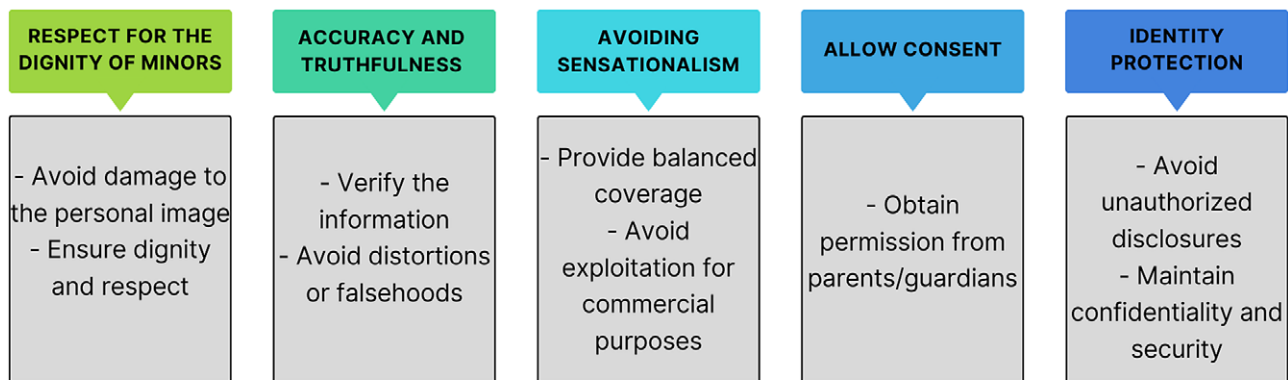 RESPECT FOR THE
DIGNITY OF MINORS
- Avoid damage to
the personal image
- Ensure dignity
and respect
ACCURACY AND
TRUTHFULNESS
- Verify the
information
- Avoid distortions
or falsehoods
AVOIDING
SENSATIONALISM
- Provide balanced
coverage
- Avoid
exploitation for
commercial
purposes
ALLOW CONSENT
- Obtain
permission from
parents/guardians
IDENTITY
PROTECTION
- Avoid
unauthorized
disclosures
- Maintain
confidentiality and
security